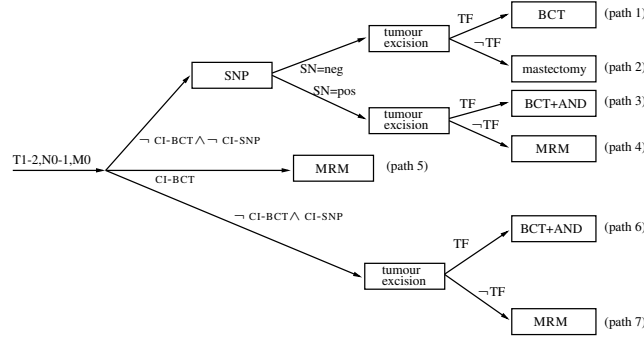 TF
BCT
(path 1)
tumour
excision
¬TF
mastectomy
(path 2)
SNP
SN=neg
SN=pos
TF
BCT+AND
(path 3)
tumour
excision
¬TF
MRM
(path 4)
¬ CI-BCT∧¬ CI-SNP
T1-2,N0-1,M0
MRM
(path 5)
CI-BCT
¬ CI-BCT∧ CI-SNP
TF
BCT+AND
(path 6)
tumour
excision
¬TF
MRM
(path 7)